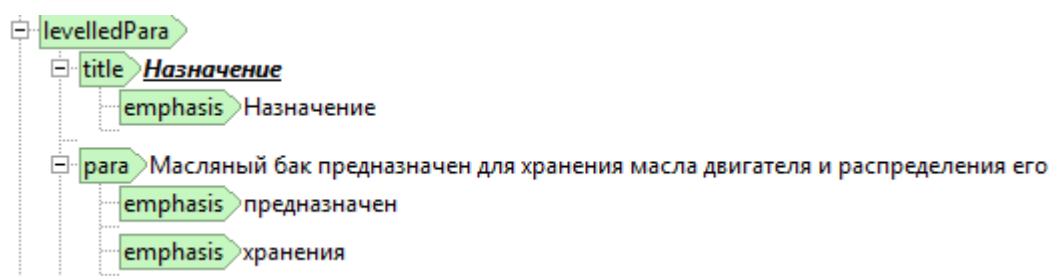 levelledPara
title Назначение
emphasis Назначение
para Масляный бак предназначен для хранения масла двигателя и распределения его
emphasis предназначен
emphasis хранения